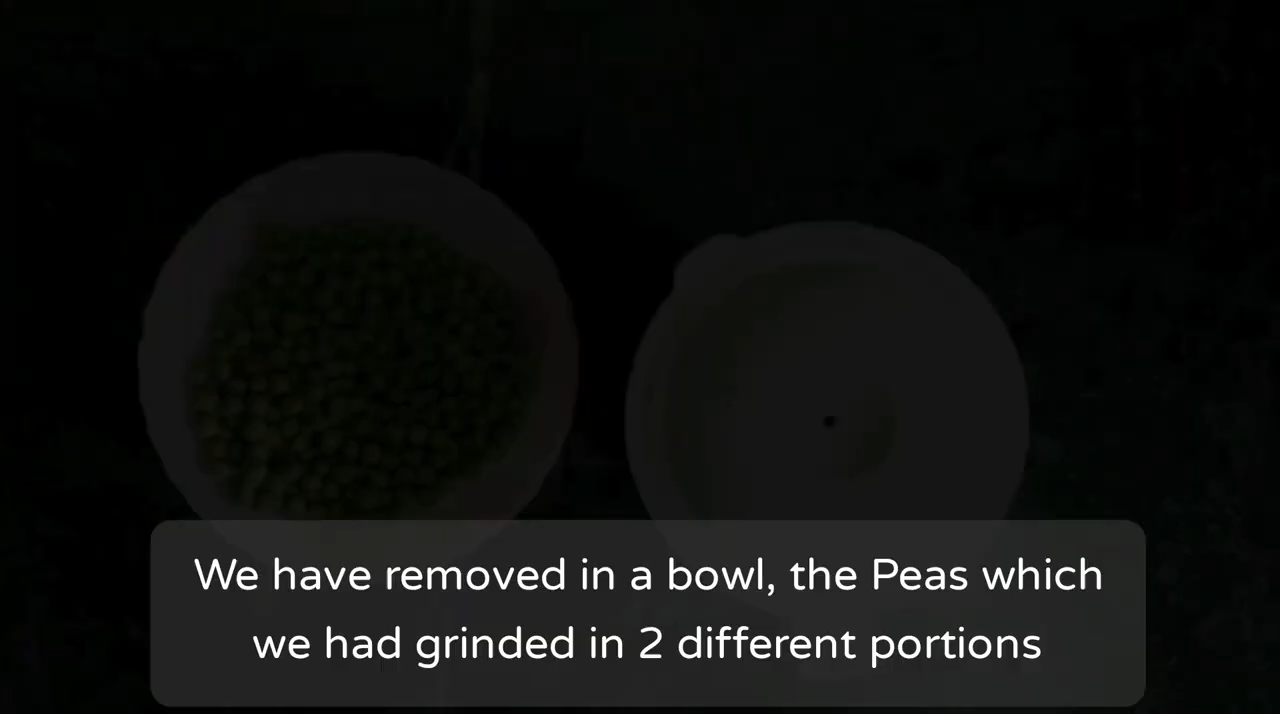 We have removed in a bowl, the Peas which
we had grinded in 2 different portions